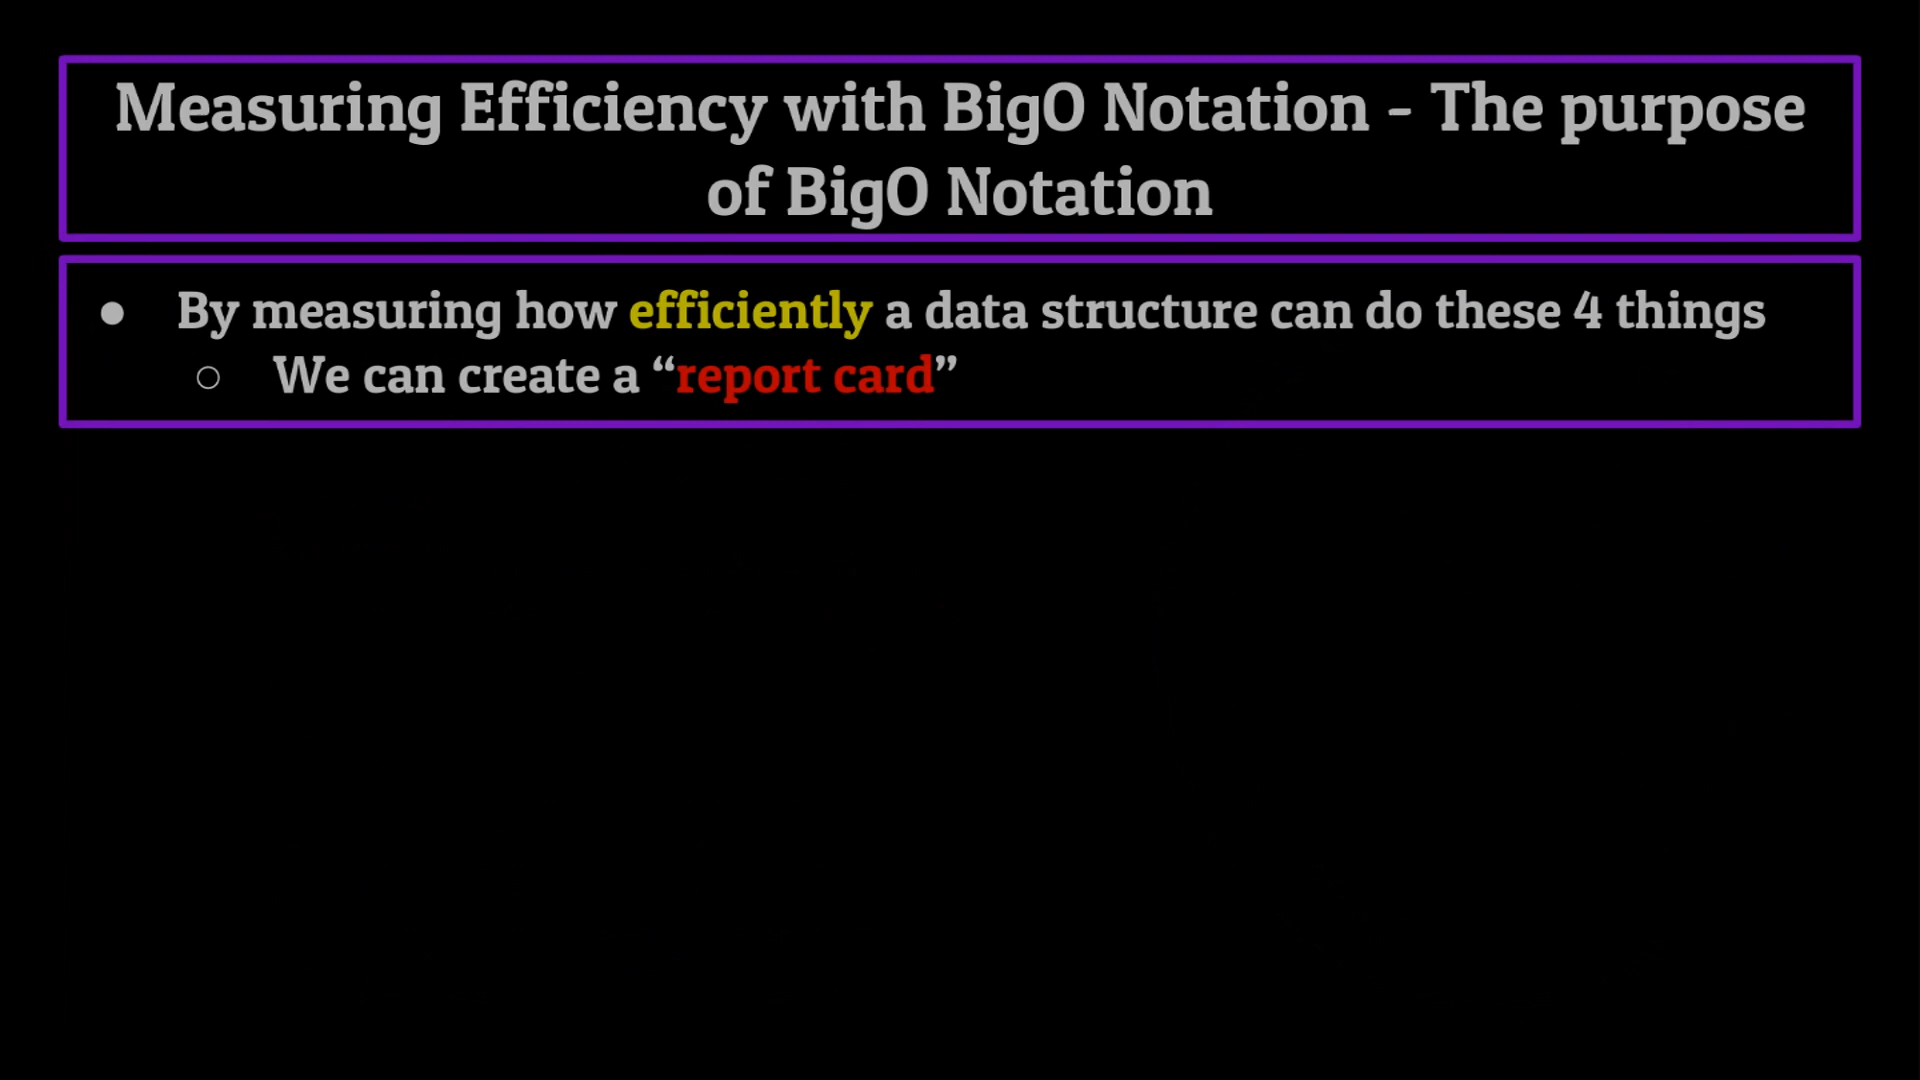 Measuring Efficiency with BigO Notation - The purpose
of BigO Notation
● By measuring how efficiently a data structure can do these 4 things
○ We can create a “report card”